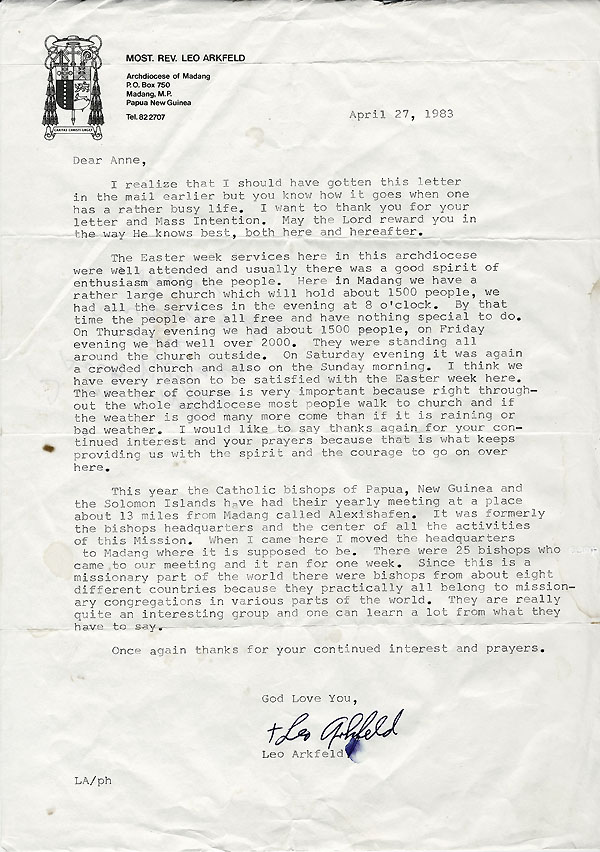 MOST. REV. LEO ARKFELD
Archdiocese of Madang
P.O. Box 750
Madang, M.P.
Papua New Guinea
Tel. 822707
CARITAS CHRISTI URGET
April 27, 1983
Dear Anne,
I realize that I should have gotten this letter
in the mail earlier but you know how it goes when one
has a rather busy life. I want to thank you for your
letter and Mass Intention. May the Lord reward you in
the way He knows best, both here and hereafter.
The Easter week services here in this archdiocese
were well attended and usually there was a good spirit of
enthusiasm among the people. Here in Madang we have a
rather large church which will hold about 1500 people, we
had all the services in the evening at 8 o'clock. By that
time the people are all free and have nothing special to do.
On Thursday evening we had about 1500 people, on Friday
evening we had well over 2000. They were standing all
around the church outside. On Saturday evening it was again
a crowded church and also on the Sunday morning. I think we
have every reason to be satisfied with the Easter week here.
The weather of course is very important because right through-
out the whole archdiocese most people walk to church and if
the weather is good many more come than if it is raining or
bad weather. I would like to say thanks again for your con-
tinued interest and your prayers because that is what keeps
providing us with the spirit and the courage to go on over
here.
This year the Catholic bishops of Papua, New Guinea and
the Solomon Islands have had their yearly meeting at a place
about 13 miles from Madang called Alexishafen. It was formerly
the bishops headquarters and the center of all the activities
of this Mission. When I came here I moved the headquarters
to Madang where it is supposed to be. There were 25 bishops who
came to our meeting and it ran for one week. Since this is a
missionary part of the world there were bishops from about eight
different countries because they practically all belong to mission-
ary congregations in various parts of the world. They are really
quite an interesting group and one can learn a lot from what they
have to say.
Once again thanks for your continued interest and prayers.
God Love You,
+ Leo Arkfeld
Leo Arkfeld
LA/ph